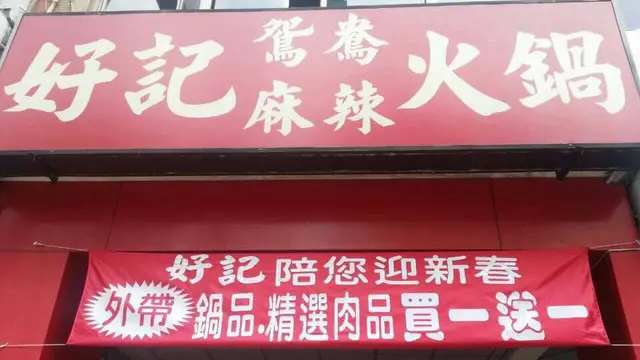 好記 鴛鴦 火鍋
麻辣
好記陪您迎新春
外帶 鍋品.精選肉品買一送一